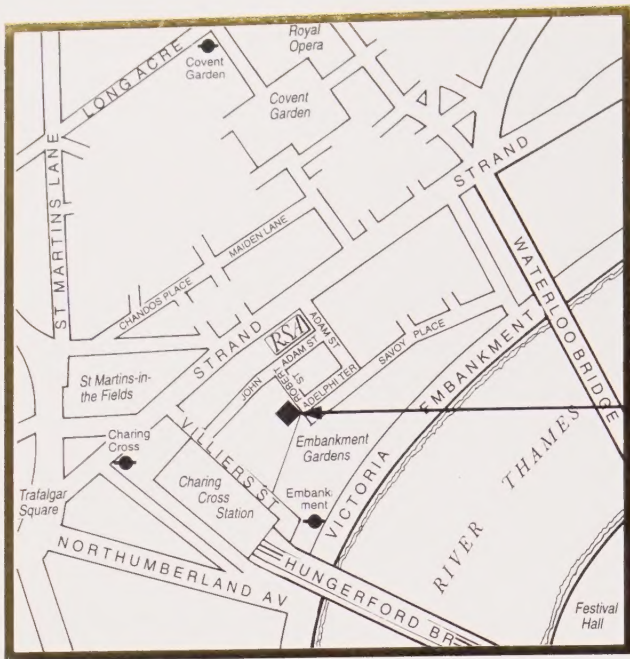 Royal
Opera
Covent
Garden
LONG ACRE
Covent
Garden
ST MARTINS LANE
STRAND
MAIDEN LANE
CHANDOS PLACE
WATERLOO BRIDGE
STRAND
RSA
ADAM ST
JOHN ADAM ST
ROBERT ST
ADELPHI TER
SAVOY PLACE
VICTORIA EMBANKMENT
St Martins-in-
the Fields
Charing
Cross
VILLIERS ST
Embankment
Gardens
Trafalgar
Square
Charing
Cross
Station
Embank
ment
RIVER THAMES
NORTHUMBERLAND AV
HUNGERFORD BR
Festival
Hall